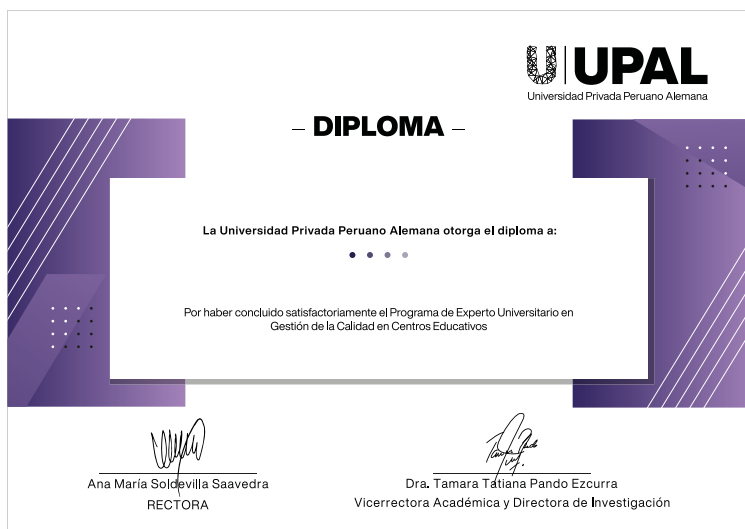 UPAL
Universidad Privada Peruano Alemana
– DIPLOMA –
La Universidad Privada Peruano Alemana otorga el diploma a:
Por haber concluido satisfactoriamente el Programa de Experto Universitario en
Gestión de la Calidad en Centros Educativos
Ana María Soldevilla Saavedra
RECTORA
Dra. Tamara Tatiana Pando Ezcurra
Vicerrectora Académica y Directora de Investigación